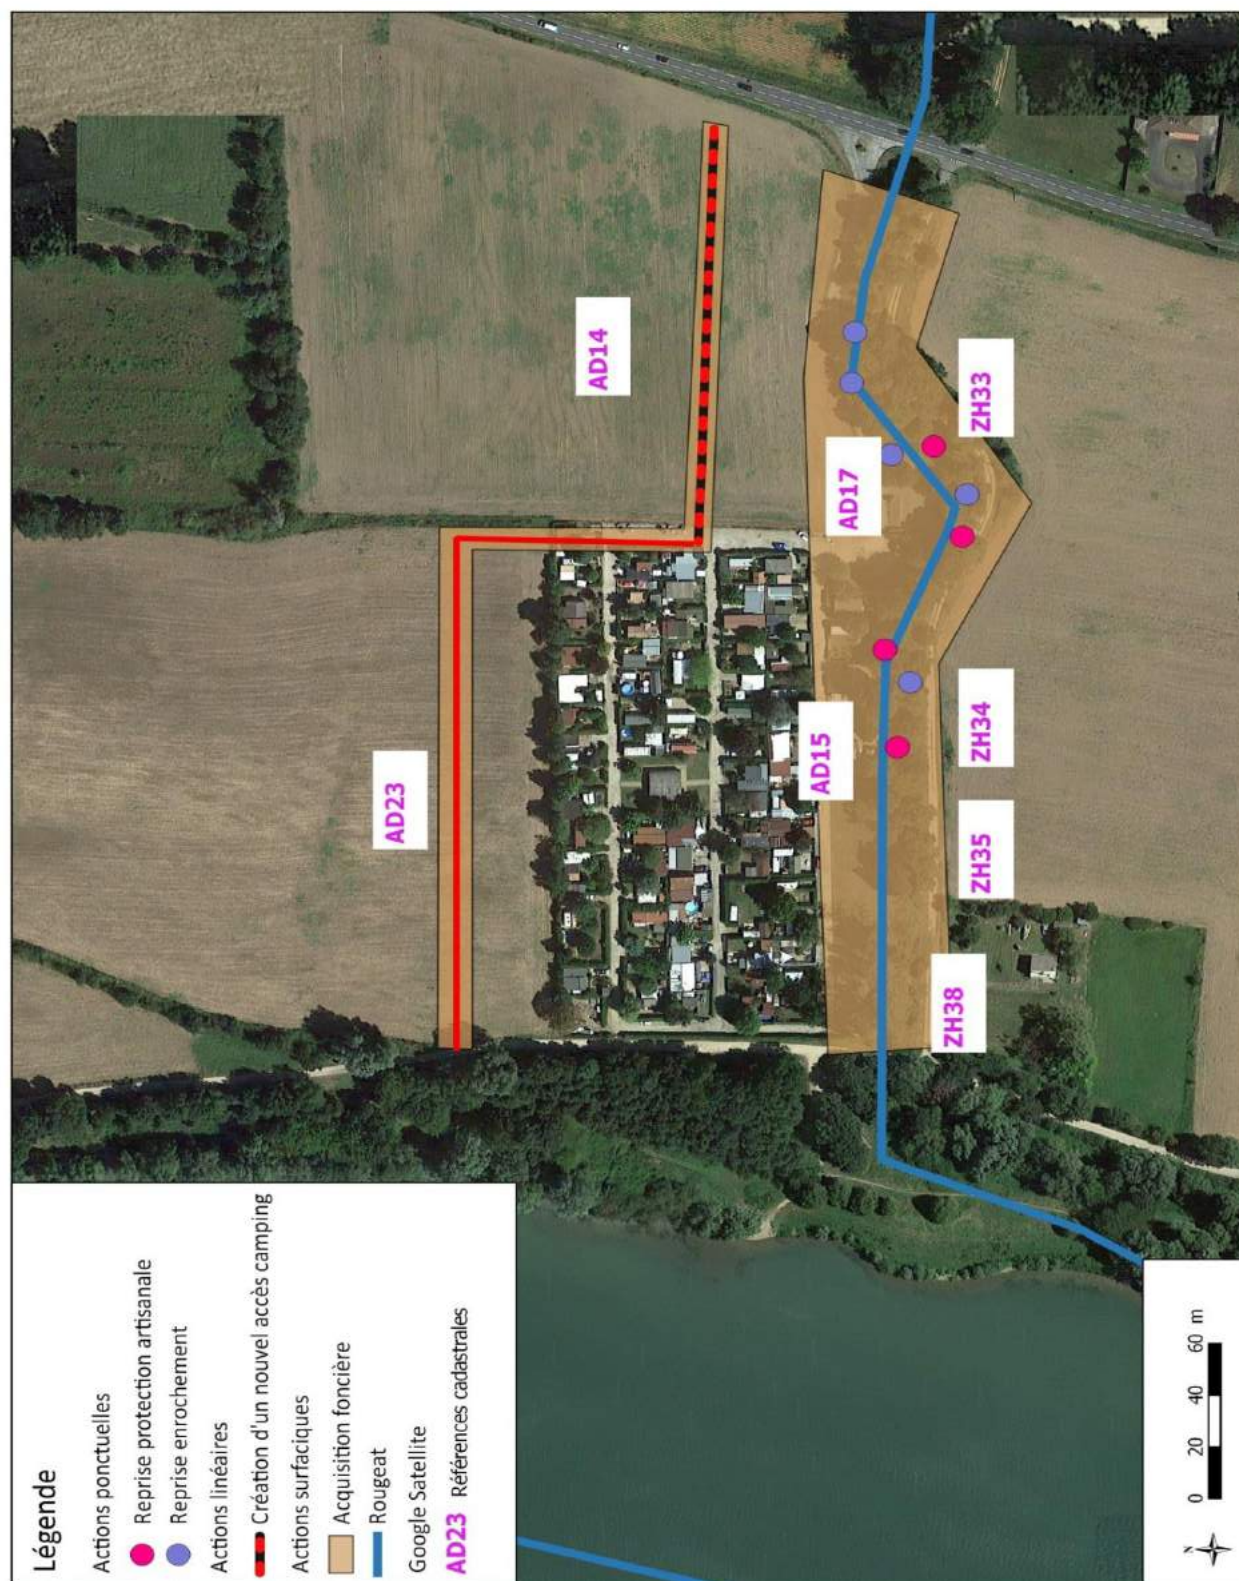 Légende
Actions ponctuelles
Reprise protection artisanale
Reprise enrochement
Actions linéaires
Création d'un nouvel accès camping
Actions surfaciques
Acquisition foncière
Rougeat
Google Satellite
AD23 Références cadastrales
AD23
AD14
AD15
AD17
ZH38
ZH35
ZH34
ZH33
N
0 20 40 60 m